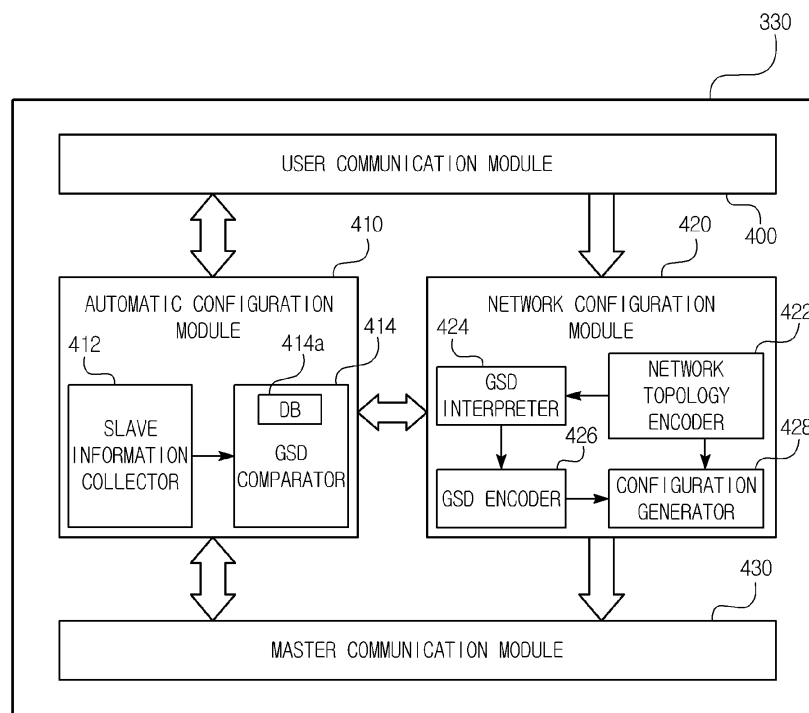 330
USER COMMUNICATION MODULE
400
410
420
AUTOMATIC CONFIGURATION
MODULE
NETWORK CONFIGURATION
MODULE
412
414
414a
424
422
SLAVE
INFORMATION
COLLECTOR
DB
GSD
COMPARATOR
GSD
INTERPRETER
NETWORK
TOPOLOGY
ENCODER
426
428
GSD ENCODER
CONFIGURATION
GENERATOR
430
MASTER COMMUNICATION MODULE